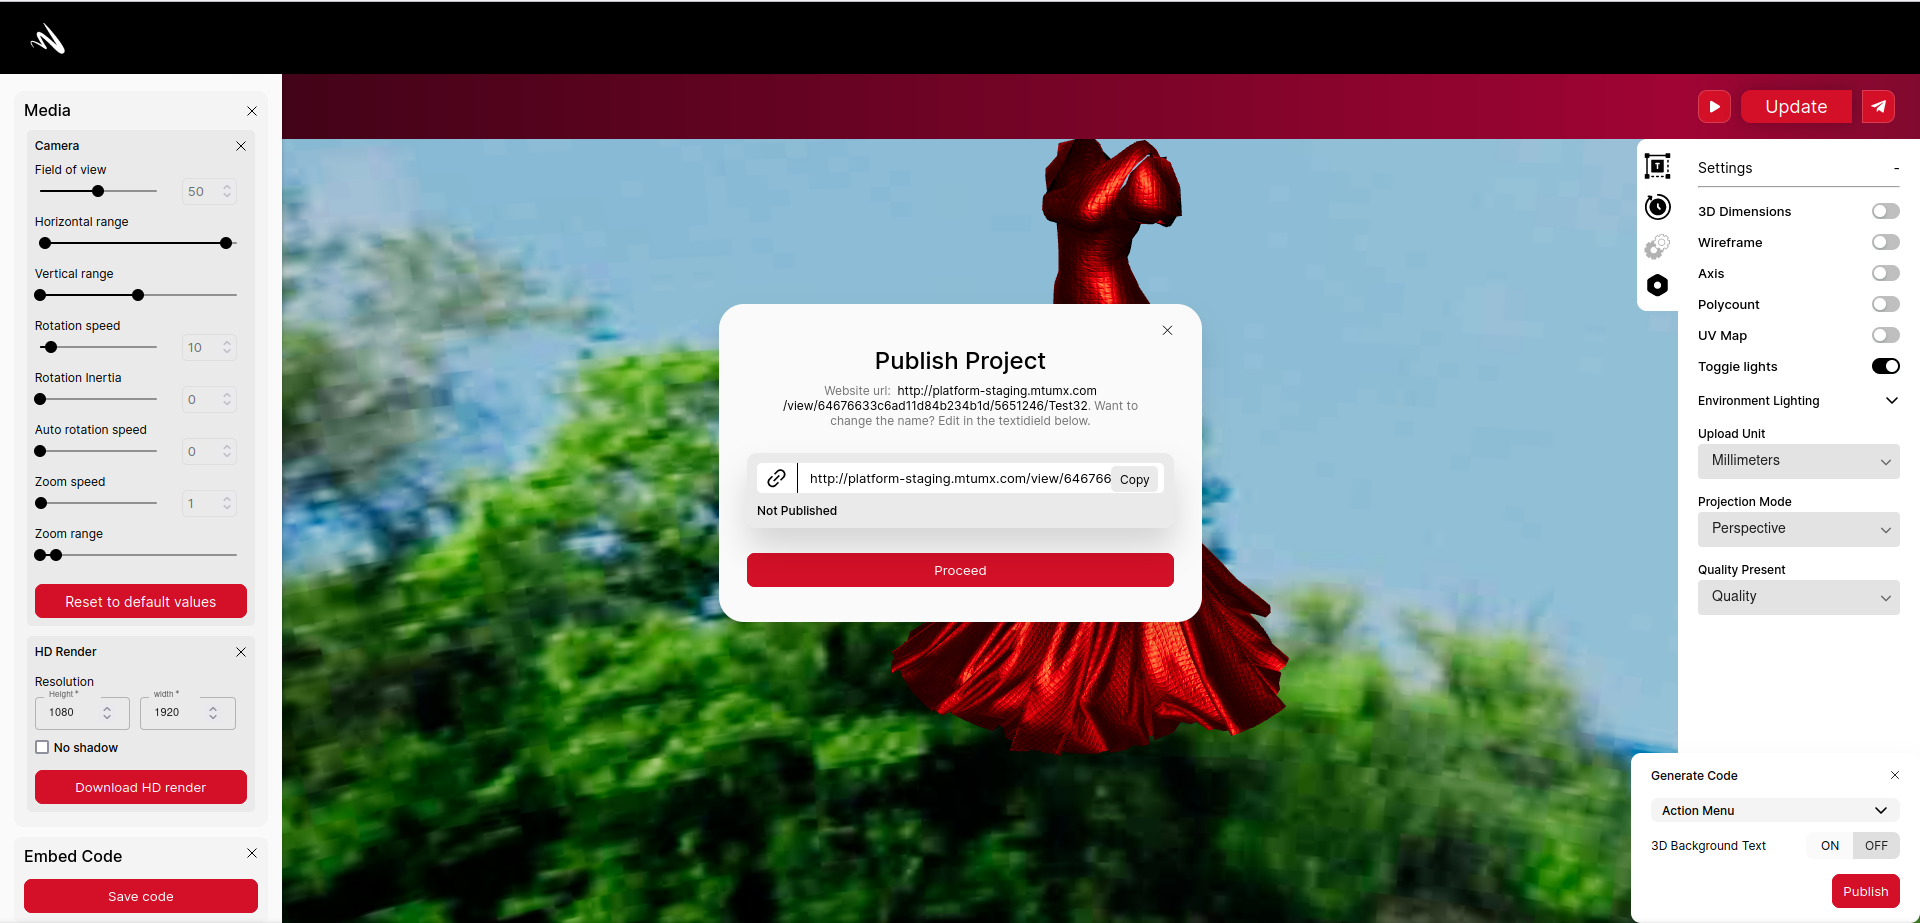 Update
Media
Camera
Field of view
50
Horizontal range
Vertical range
Rotation speed
10
Rotation Inertia
0
Auto rotation speed
0
Zoom speed
1
Zoom range
Reset to default values
HD Render
Resolution
Height *
width *
1080
1920
No shadow
Download HD render
Embed Code
Save code
Publish Project
Website url: http://platform-staging.mtumx.com
/view/64676633c6ad11d84b234b1d/5651246/Test32. Want to
change the name? Edit in the textidield below.
http://platform-staging.mtumx.com/view/646766
Copy
Not Published
Proceed
Settings
-
3D Dimensions
Wireframe
Axis
Polycount
UV Map
Toggle lights
Environment Lighting
Upload Unit
Millimeters
Projection Mode
Perspective
Quality Present
Quality
Generate Code
Action Menu
3D Background Text
ON
OFF
Publish